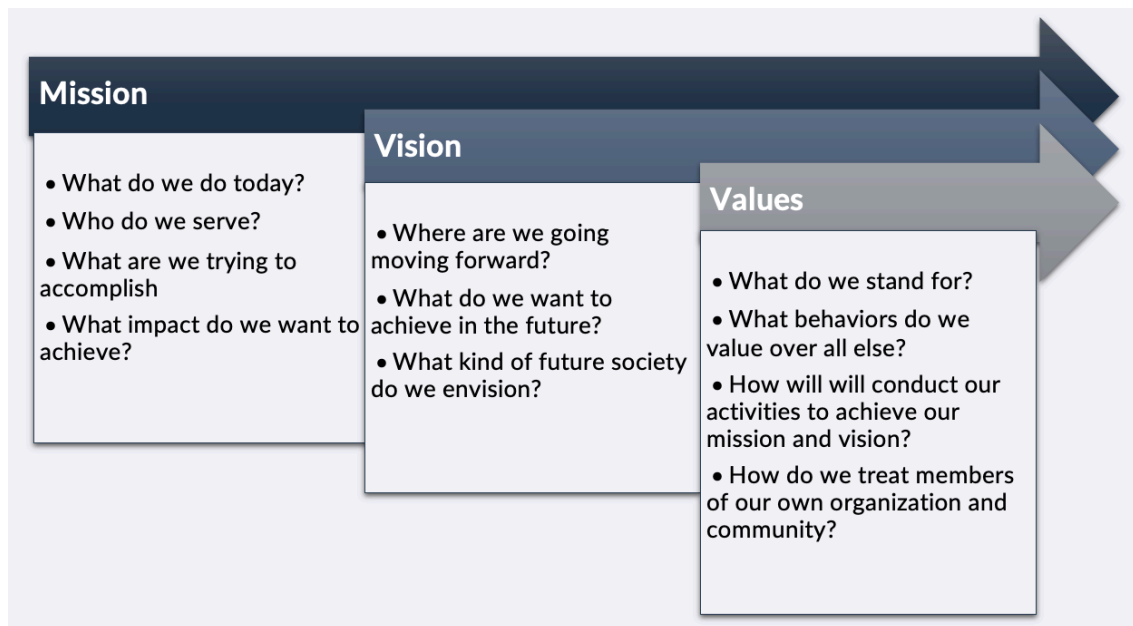 Mission
• What do we do today?
• Who do we serve?
• What are we trying to
accomplish
• What impact do we want to
achieve?
Vision
• Where are we going
moving forward?
• What do we want to
achieve in the future?
• What kind of future society
do we envision?
Values
• What do we stand for?
• What behaviors do we
value over all else?
• How will will conduct our
activities to achieve our
mission and vision?
• How do we treat members
of our own organization and
community?